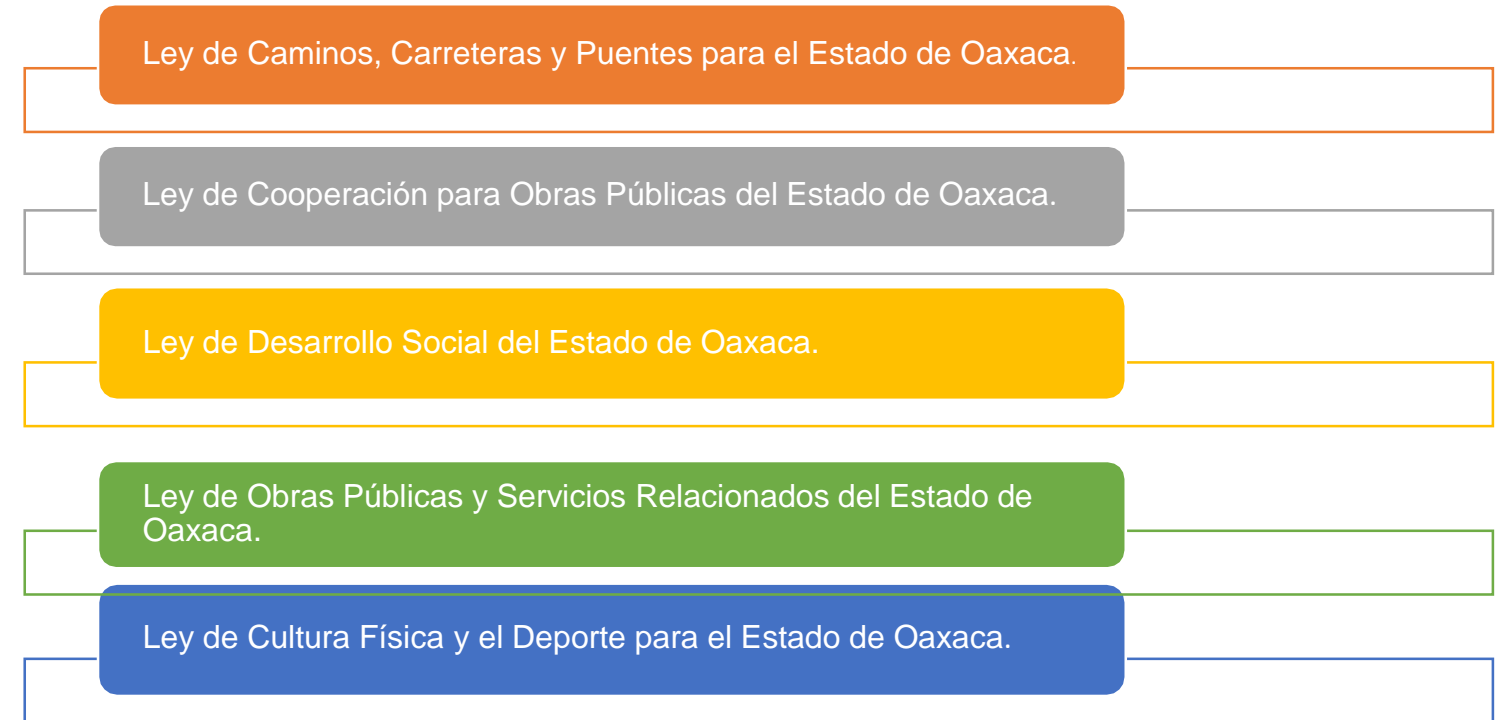 Ley de Caminos, Carreteras y Puentes para el Estado de Oaxaca.
Ley de Cooperación para Obras Públicas del Estado de Oaxaca.
Ley de Desarrollo Social del Estado de Oaxaca.
Ley de Obras Públicas y Servicios Relacionados del Estado de
Oaxaca.
Ley de Cultura Física y el Deporte para el Estado de Oaxaca.